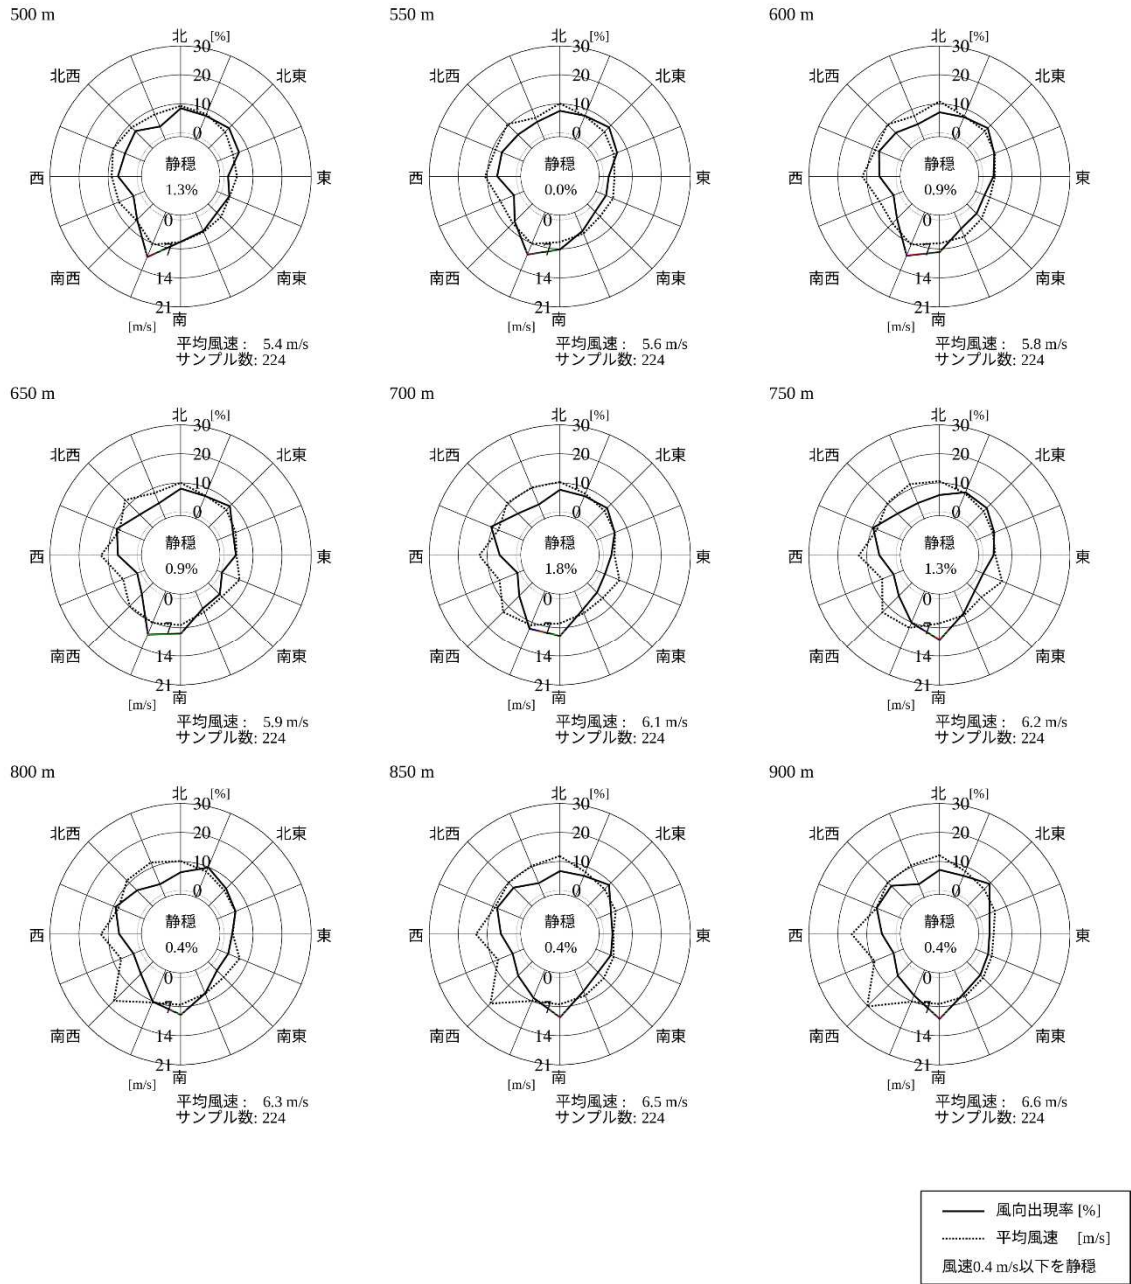 500 m
北 [%]
30
北西 20 北東
10
0
静穏
西 1.3% 東
0
7
南西 14 南東
21
南
[m/s]
平均風速 : 5.4 m/s
サンプル数: 224
550 m
北 [%]
30
北西 20 北東
10
0
静穏
西 0.0% 東
0
7
南西 14 南東
21
南
[m/s]
平均風速 : 5.6 m/s
サンプル数: 224
600 m
北 [%]
30
北西 20 北東
10
0
静穏
西 0.9% 東
0
7
南西 14 南東
21
南
[m/s]
平均風速 : 5.8 m/s
サンプル数: 224
650 m
北 [%]
30
北西 20 北東
10
0
静穏
西 0.9% 東
0
7
南西 14 南東
21
南
[m/s]
平均風速 : 5.9 m/s
サンプル数: 224
700 m
北 [%]
30
北西 20 北東
10
0
静穏
西 1.8% 東
0
7
南西 14 南東
21
南
[m/s]
平均風速 : 6.1 m/s
サンプル数: 224
750 m
北 [%]
30
北西 20 北東
10
0
静穏
西 1.3% 東
0
7
南西 14 南東
21
南
[m/s]
平均風速 : 6.2 m/s
サンプル数: 224
800 m
北 [%]
30
北西 20 北東
10
0
静穏
西 0.4% 東
0
7
南西 14 南東
21
南
[m/s]
平均風速 : 6.3 m/s
サンプル数: 224
850 m
北 [%]
30
北西 20 北東
10
0
静穏
西 0.4% 東
0
7
南西 14 南東
21
南
[m/s]
平均風速 : 6.5 m/s
サンプル数: 224
900 m
北 [%]
30
北西 20 北東
10
0
静穏
西 0.4% 東
0
7
南西 14 南東
21
南
[m/s]
平均風速 : 6.6 m/s
サンプル数: 224
風向出現率 [%]
平均風速 [m/s]
風速0.4 m/s以下を静穏